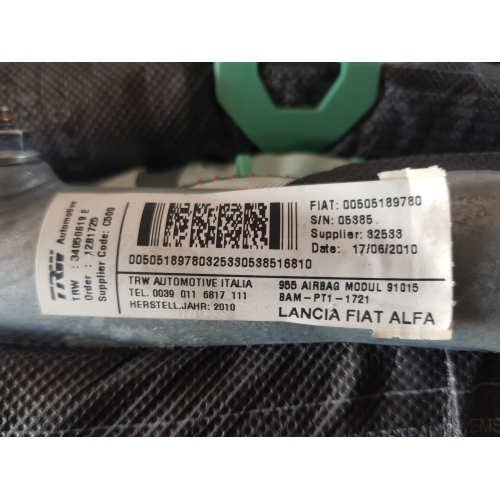 TRW Automotive
TRW : 34050619 E
Order : 1281725
Supplier Code: C500
00505189780325330538516810
FIAT: 00505189780
S/N: 05385
Supplier: 32533
Date: 17/06/2010
TRW AUTOMOTIVE ITALIA
TEL. 0039 011 6817 111
HERSTELL.JAHR: 2010
955 AIRBAG MODUL 91015
BAM-PT1-1721
LANCIA FIAT ALFA